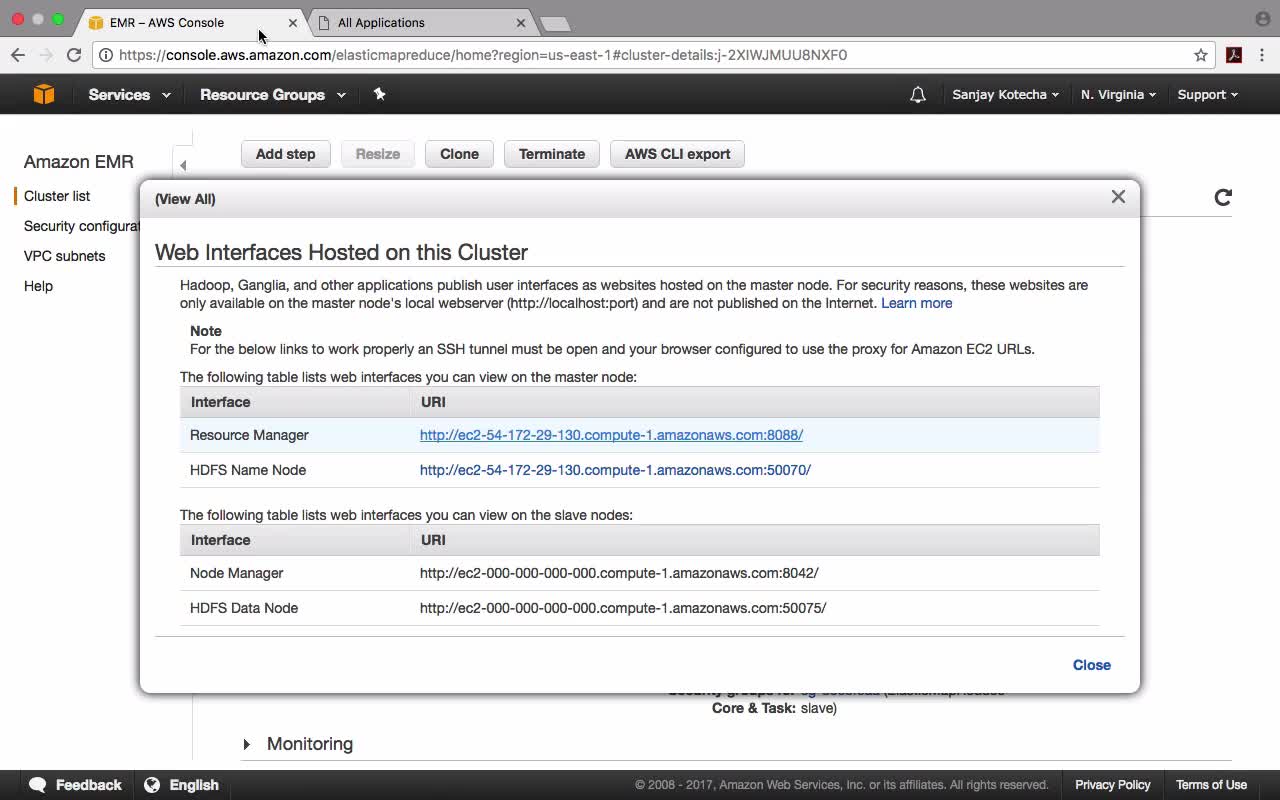 EMR – AWS Console
All Applications
https://console.aws.amazon.com/elasticmapreduce/home?region=us-east-1#cluster-details:j-2XIWJMUU8NXF0
Services Resource Groups Sanjay Kotecha N. Virginia Support
Amazon EMR
Cluster list
Security configurat
VPC subnets
Help
Add step Resize Clone Terminate AWS CLI export
(View All)
Web Interfaces Hosted on this Cluster
Hadoop, Ganglia, and other applications publish user interfaces as websites hosted on the master node. For security reasons, these websites are
only available on the master node's local webserver (http://localhost:port) and are not published on the Internet. Learn more
Note
For the below links to work properly an SSH tunnel must be open and your browser configured to use the proxy for Amazon EC2 URLs.
The following table lists web interfaces you can view on the master node:
Interface URI
Resource Manager http://ec2-54-172-29-130.compute-1.amazonaws.com:8088/
HDFS Name Node http://ec2-54-172-29-130.compute-1.amazonaws.com:50070/
The following table lists web interfaces you can view on the slave nodes:
Interface URI
Node Manager http://ec2-000-000-000-000.compute-1.amazonaws.com:8042/
HDFS Data Node http://ec2-000-000-000-000.compute-1.amazonaws.com:50075/
Close
Security groups for
Core & Task: slave)
Monitoring
Feedback English © 2008 - 2017, Amazon Web Services, Inc. or its affiliates. All rights reserved. Privacy Policy Terms of Use